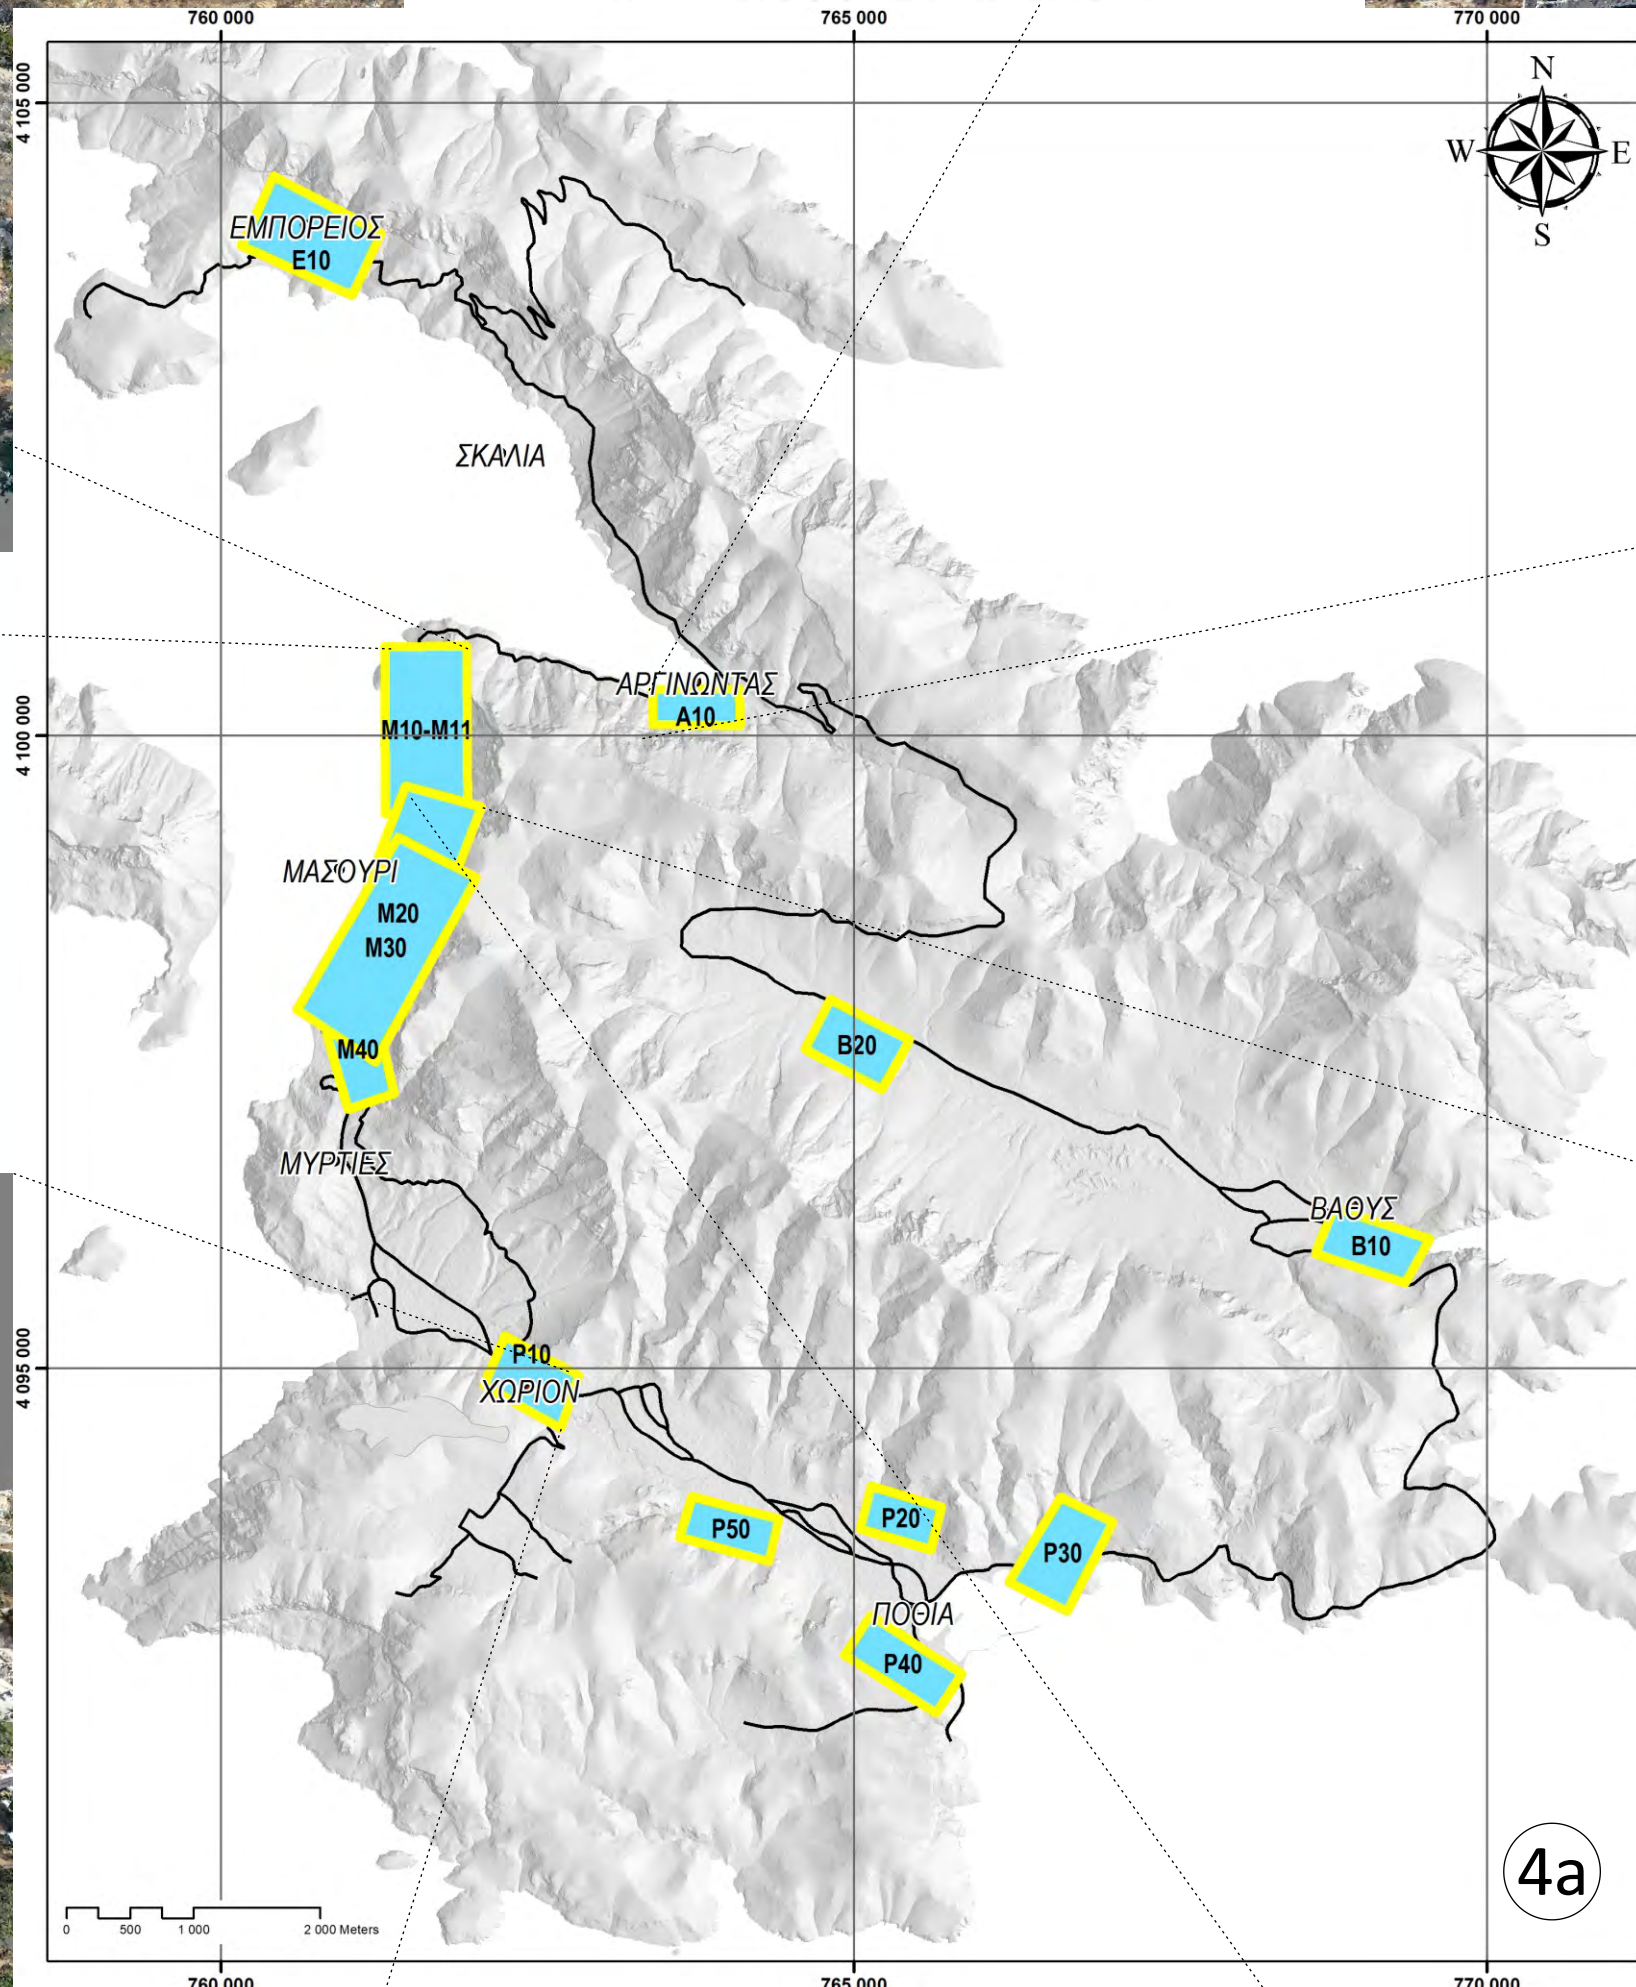 760 000
765 000
770 000
4 105 000
N
W
E
S
ΕΜΠΟΡΕΙΟΣ
E10
ΣΚΑΛΙΑ
ΑΡΓΙΝΩΝΤΑΣ
A10
M10-M11
4 100 000
ΜΑΣΟΥΡΙ
M20
M30
B20
M40
ΜΥΡΤΙΕΣ
ΒΑΘΥΣ
B10
P10
4 095 000
ΧΩΡΙΟΝ
P20
P50
P30
ΠΟΘΙΑ
P40
4a
0
500
1 000
2 000 Meters
760 000
765 000
770 000